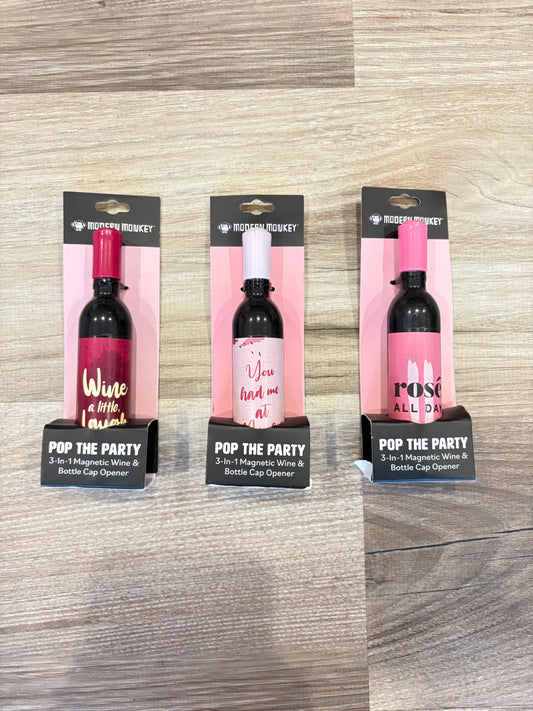 MODERN MONKEY
Wine
a little,
POP THE PARTY
3-In-1 Magnetic Wine &
Bottle Cap Opener
MODERN MONKEY
You
had me
at
POP THE PARTY
3-In-1 Magnetic Wine &
Bottle Cap Opener
MODERN MONKEY
rosé
ALL DAY
POP THE PARTY
3-In-1 Magnetic Wine &
Bottle Cap Opener